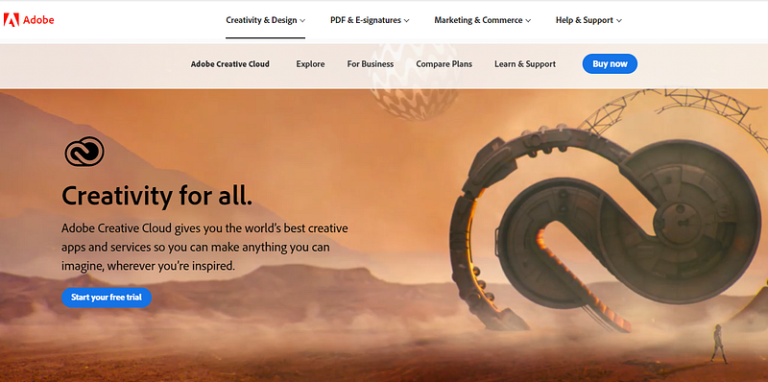 Adobe
Creativity & Design
PDF & E-signatures
Marketing & Commerce
Help & Support
Adobe Creative Cloud
Explore
For Business
Compare Plans
Learn & Support
Buy now
Creativity for all.
Adobe Creative Cloud gives you the world's best creative
apps and services so you can make anything you can
imagine, wherever you're inspired.
Start your free trial